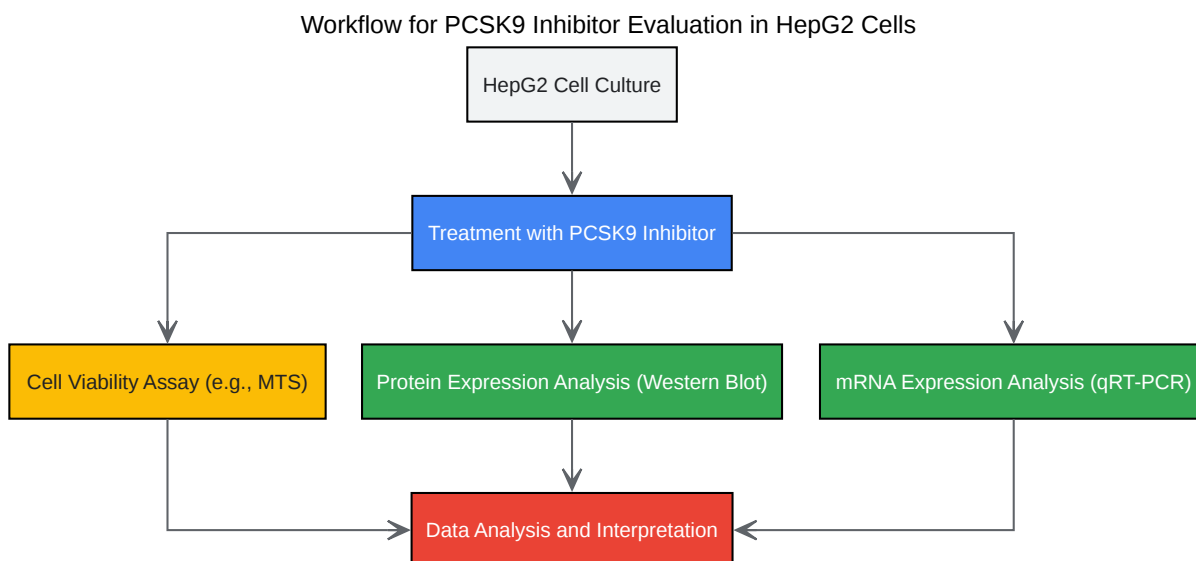 Workflow for PCSK9 Inhibitor Evaluation in HepG2 Cells
HepG2 Cell Culture
Treatment with PCSK9 Inhibitor
Cell Viability Assay (e.g., MTS)
Protein Expression Analysis (Western Blot)
mRNA Expression Analysis (qRT-PCR)
Data Analysis and Interpretation